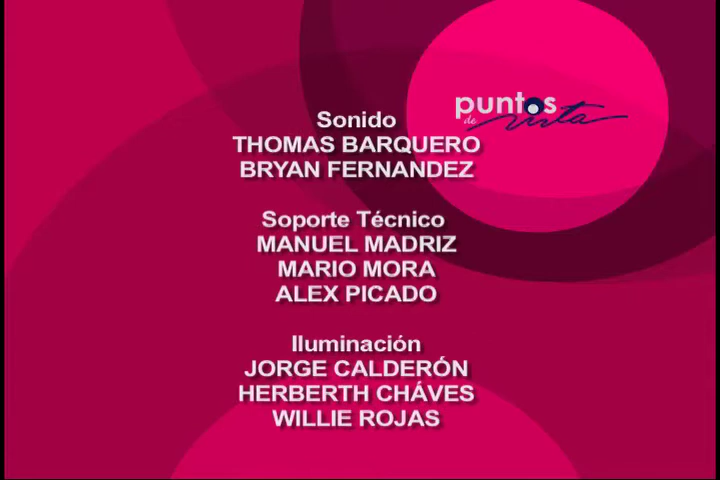 puntos
de vista
Sonido
THOMAS BARQUERO
BRYAN FERNANDEZ
Soporte Técnico
MANUEL MADRIZ
MARIO MORA
ALEX PICADO
Iluminación
JORGE CALDERÓN
HERBERTH CHÁVES
WILLIE ROJAS